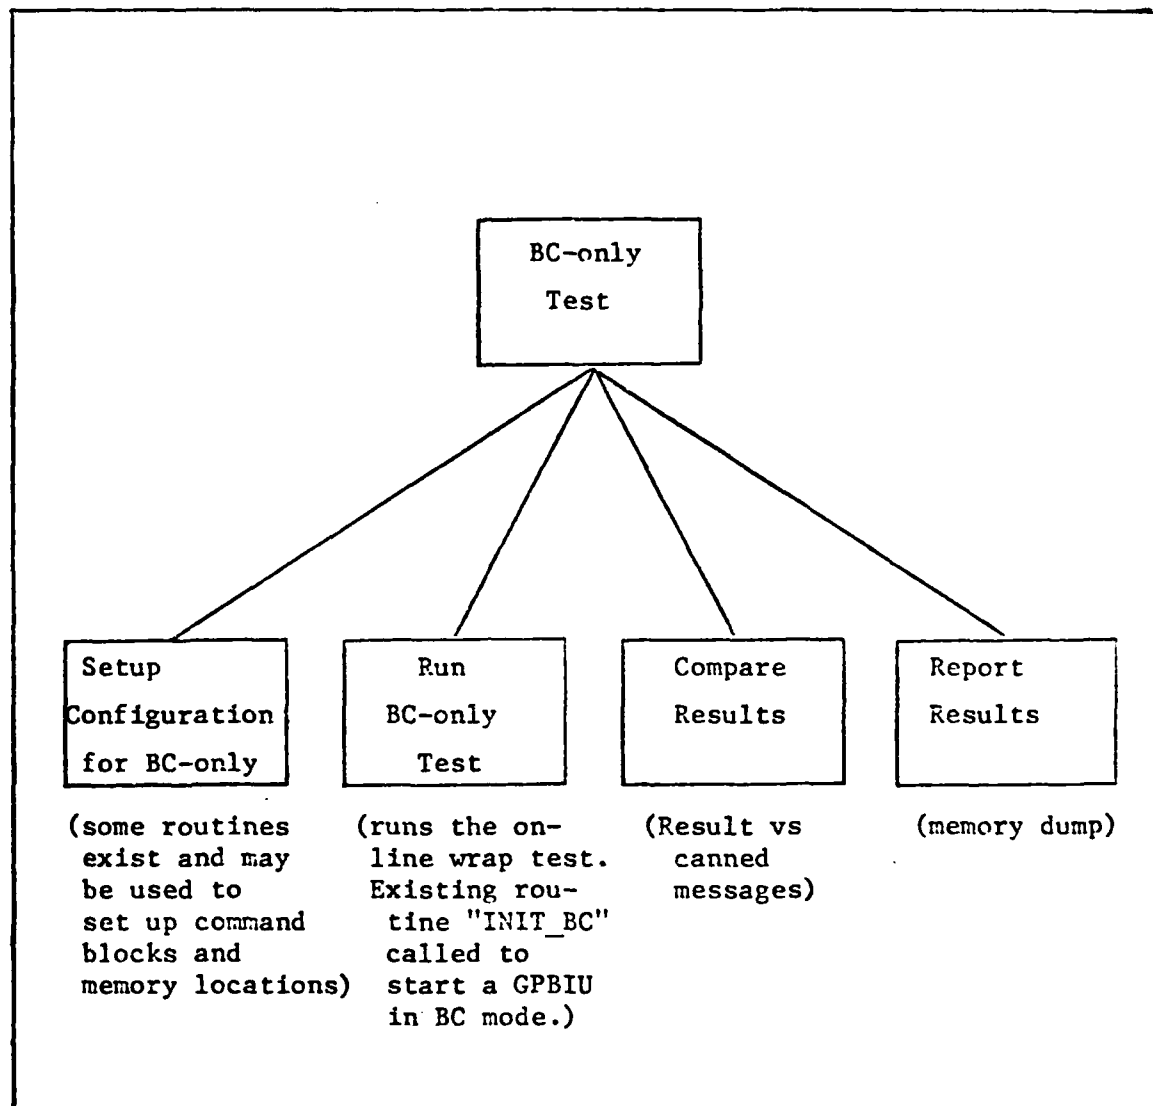 BC-only
Test
Setup
Configuration
for BC-only
Run
BC-only
Test
Compare
Results
Report
Results
(some routines
exist and may
be used to
set up command
blocks and
memory locations)
(runs the on-
line wrap test.
Existing rou-
tine "INIT_BC"
called to
start a GPBIU
in BC mode.)
(Result vs
canned
messages)
(memory dump)